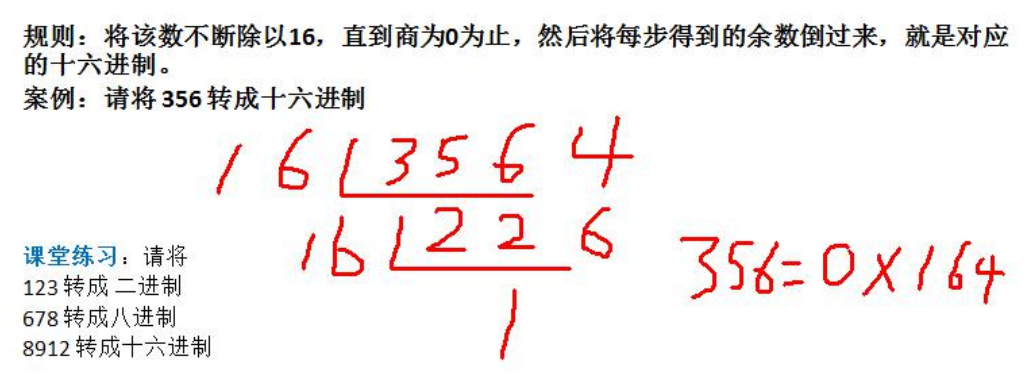 规则：将该数不断除以16，直到商为0为止，然后将每步得到的余数倒过来，就是对应
的十六进制。
案例：请将 356 转成十六进制
16 356 4
16 22 6
1
356=0X164
课堂练习：请将
123 转成 二进制
678 转成八进制
8912 转成十六进制